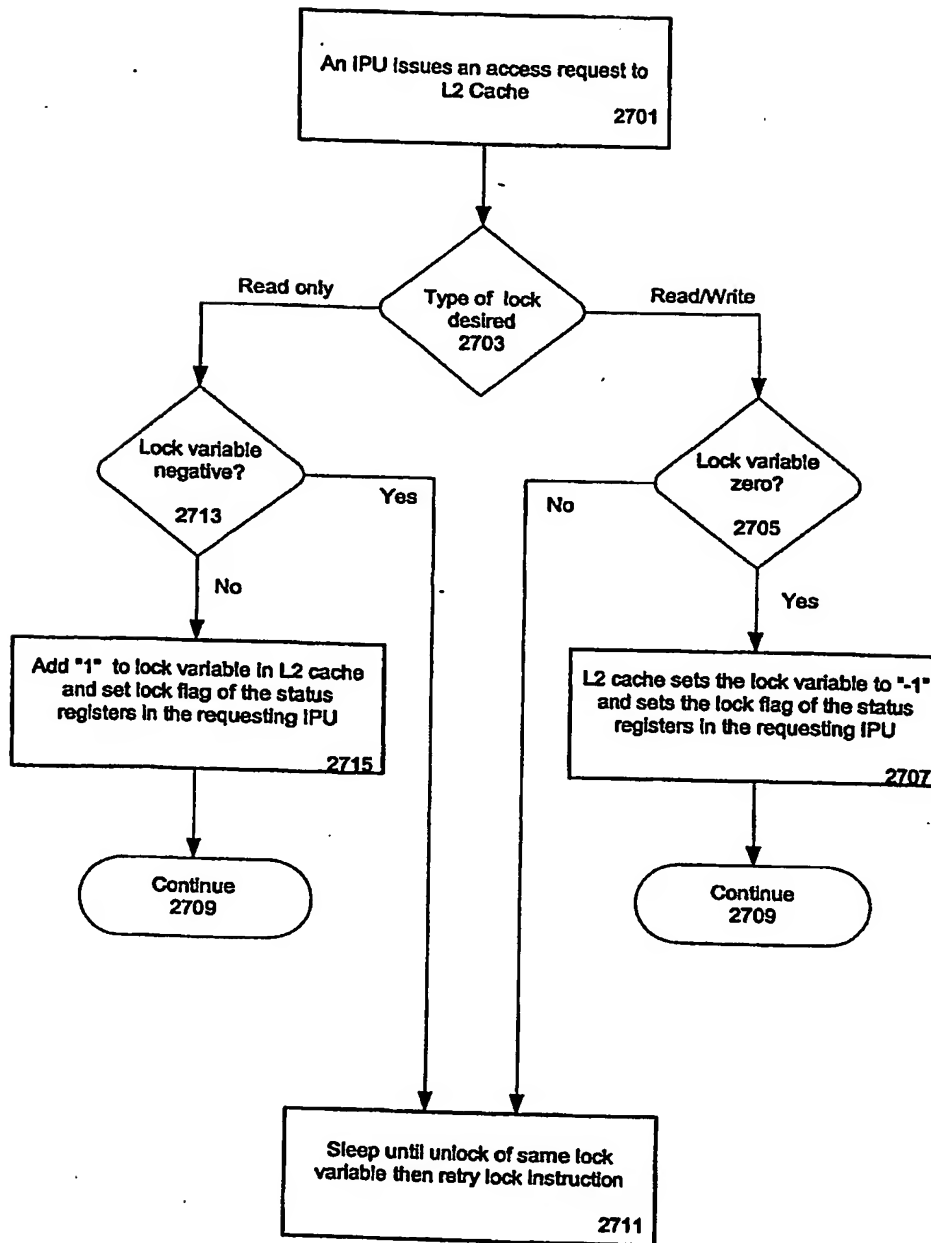 An IPU issues an access request to
L2 Cache
2701
Type of lock
desired
2703
Read only
Read/Write
Lock variable
negative?
2713
Lock variable
zero?
2705
Yes
No
No
Yes
Add "1" to lock variable in L2 cache
and set lock flag of the status
registers in the requesting IPU
2715
L2 cache sets the lock variable to "-1"
and sets the lock flag of the status
registers in the requesting IPU
2707
Continue
2709
Continue
2709
Sleep until unlock of same lock
variable then retry lock instruction
2711